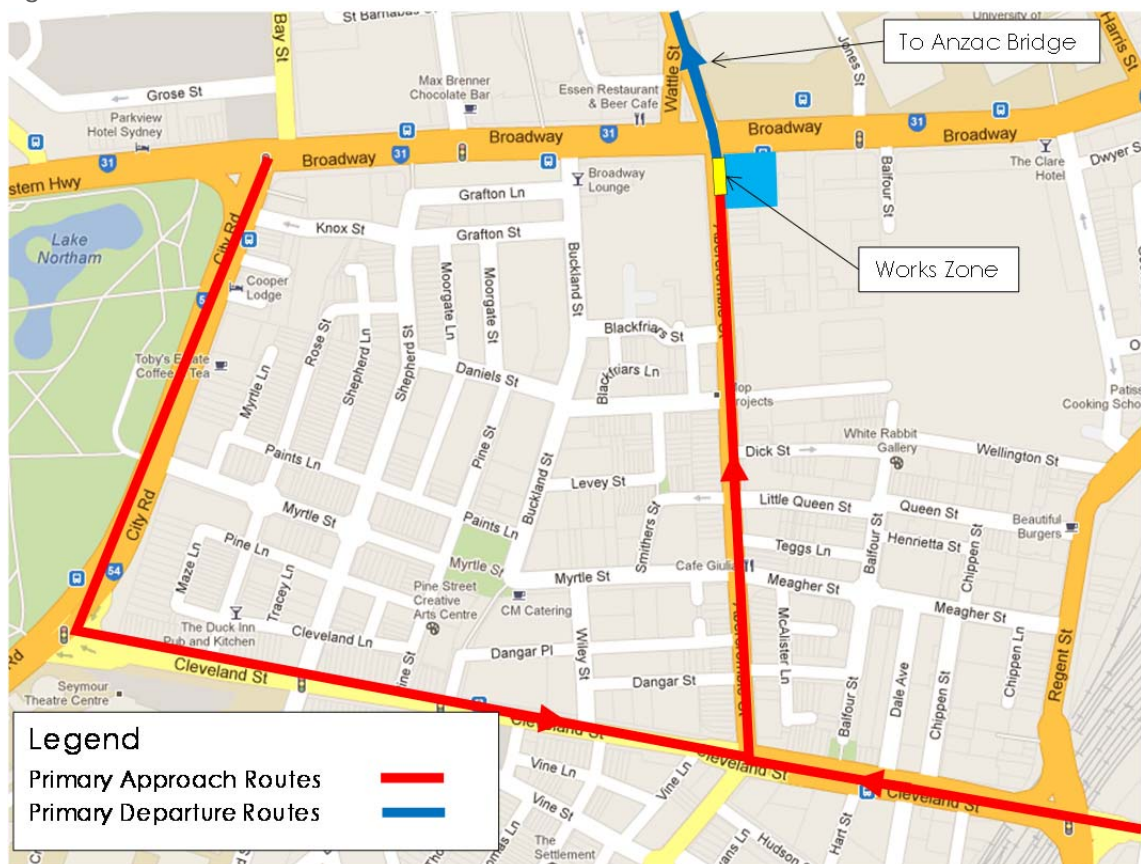 St Barnabas St
University of
Harris St
Bay St
Jones St
To Anzac Bridge
Wattle St
Grose St
Max Brenner
Chocolate Bar
Essen Restaurant
& Beer Cafe
Parkview
Hotel Sydney
31
Broadway
31
Broadway
31
Broadway
31
Broadway
stern Hwy
The Clare
Hotel
Dwyer S
Broadway
Lounge
Grafton Ln
Balfour St
Works Zone
City Rd
Knox St
Grafton St
Lake
Northam
Cooper
Lodge
Moorgate Ln
Moorgate St
Buckland St
Blackfriars St
Rose St
Shepherd Ln
Shepherd St
Toby's Estate
Coffee & Tea
Daniels St
Blackfriars Ln
Myrtle Ln
Patiss
Cooking Schoo
White Rabbit
Gallery
Dick St
Wellington St
Paints Ln
Pine St
Levey St
Buckland St
Little Queen St
Queen St
City Rd
Myrtle St
Paints Ln
Smithers St
Beautiful
Burgers
Teggs Ln
Henrietta St
Balfour St
Chippen St
Pine Ln
Maze Ln
Myrtle St
Myrtle St
Cafe Giulia
Meagher St
Meagher St
54
Tracey Ln
Pine Street
Creative
Arts Centre
CM Catering
McAlister Ln
Regent St
The Duck Inn
Pub and Kitchen
Cleveland Ln
Wiley St
Dangar Pl
Chippen Ln
Rd
Cleveland St
Dangar St
Dale Ave
Chippen St
Balfour St
Seymour
Theatre Centre
Cleveland St
Cleveland St
Cleveland St
Legend
Primary Approach Routes
Primary Departure Routes
Vine Ln
Vine Ln
Vine St
Hart St
Hudson
The
Settlement